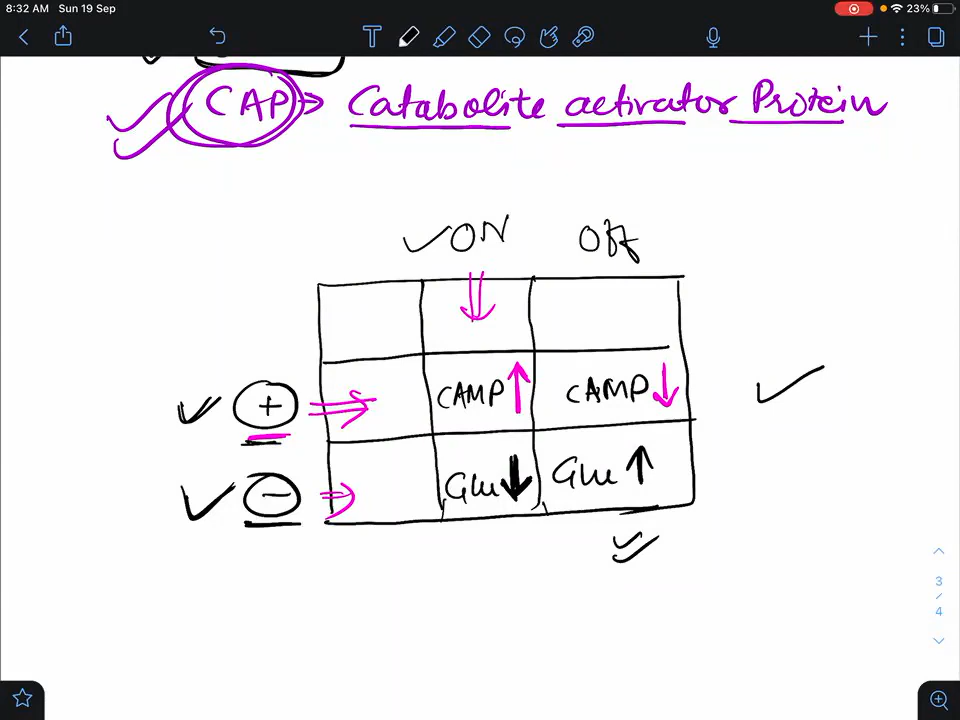 8:32 AM Sun 19 Sep 23%
CAP → Catabolite activator Protein
ON Off
+ CAMP ↑ CAMP ↓
- Glu ↓ Glu ↑
3
/
4